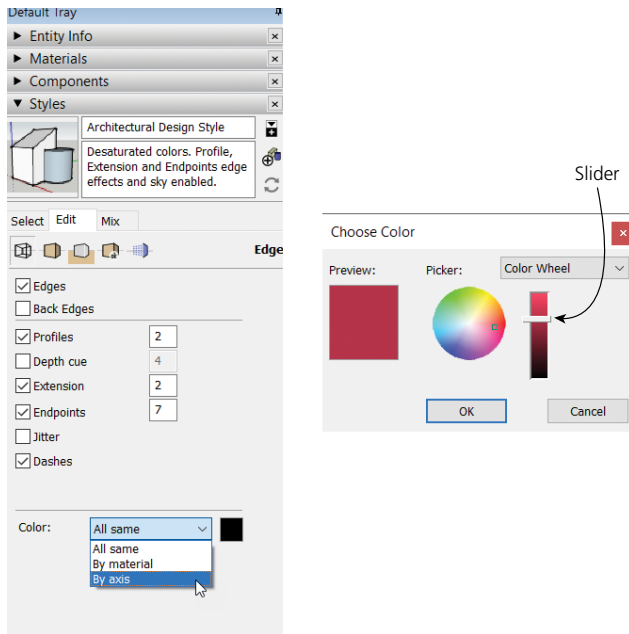 Default Tray
Entity Info
Materials
Components
Styles
Architectural Design Style
Desaturated colors. Profile,
Extension and Endpoints edge
effects and sky enabled.
Select Edit Mix
Edge
Edges
Back Edges
Profiles 2
Depth cue 4
Extension 2
Endpoints 7
Jitter
Dashes
Color: All same
All same
By material
By axis
Slider
Choose Color
Preview: Picker: Color Wheel
OK Cancel